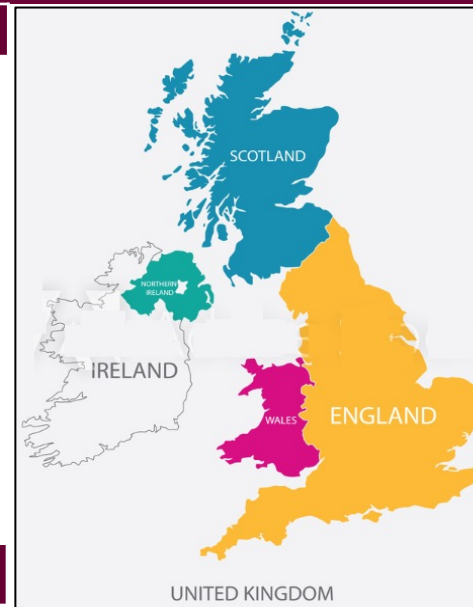 SCOTLAND
NORTHERN
IRELAND
IRELAND
WALES
ENGLAND
UNITED KINGDOM